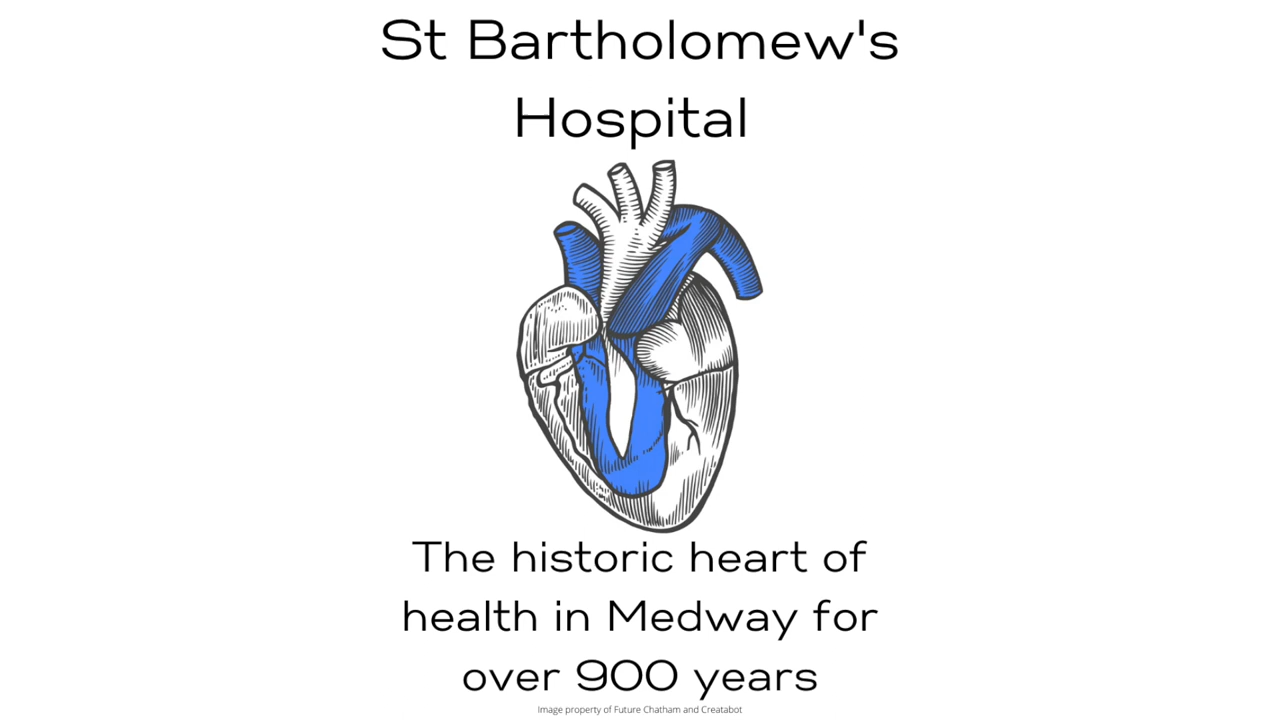 St Bartholomew's
Hospital
The historic heart of
health in Medway for
over 900 years
Image property of Future Chatham and Creatabot